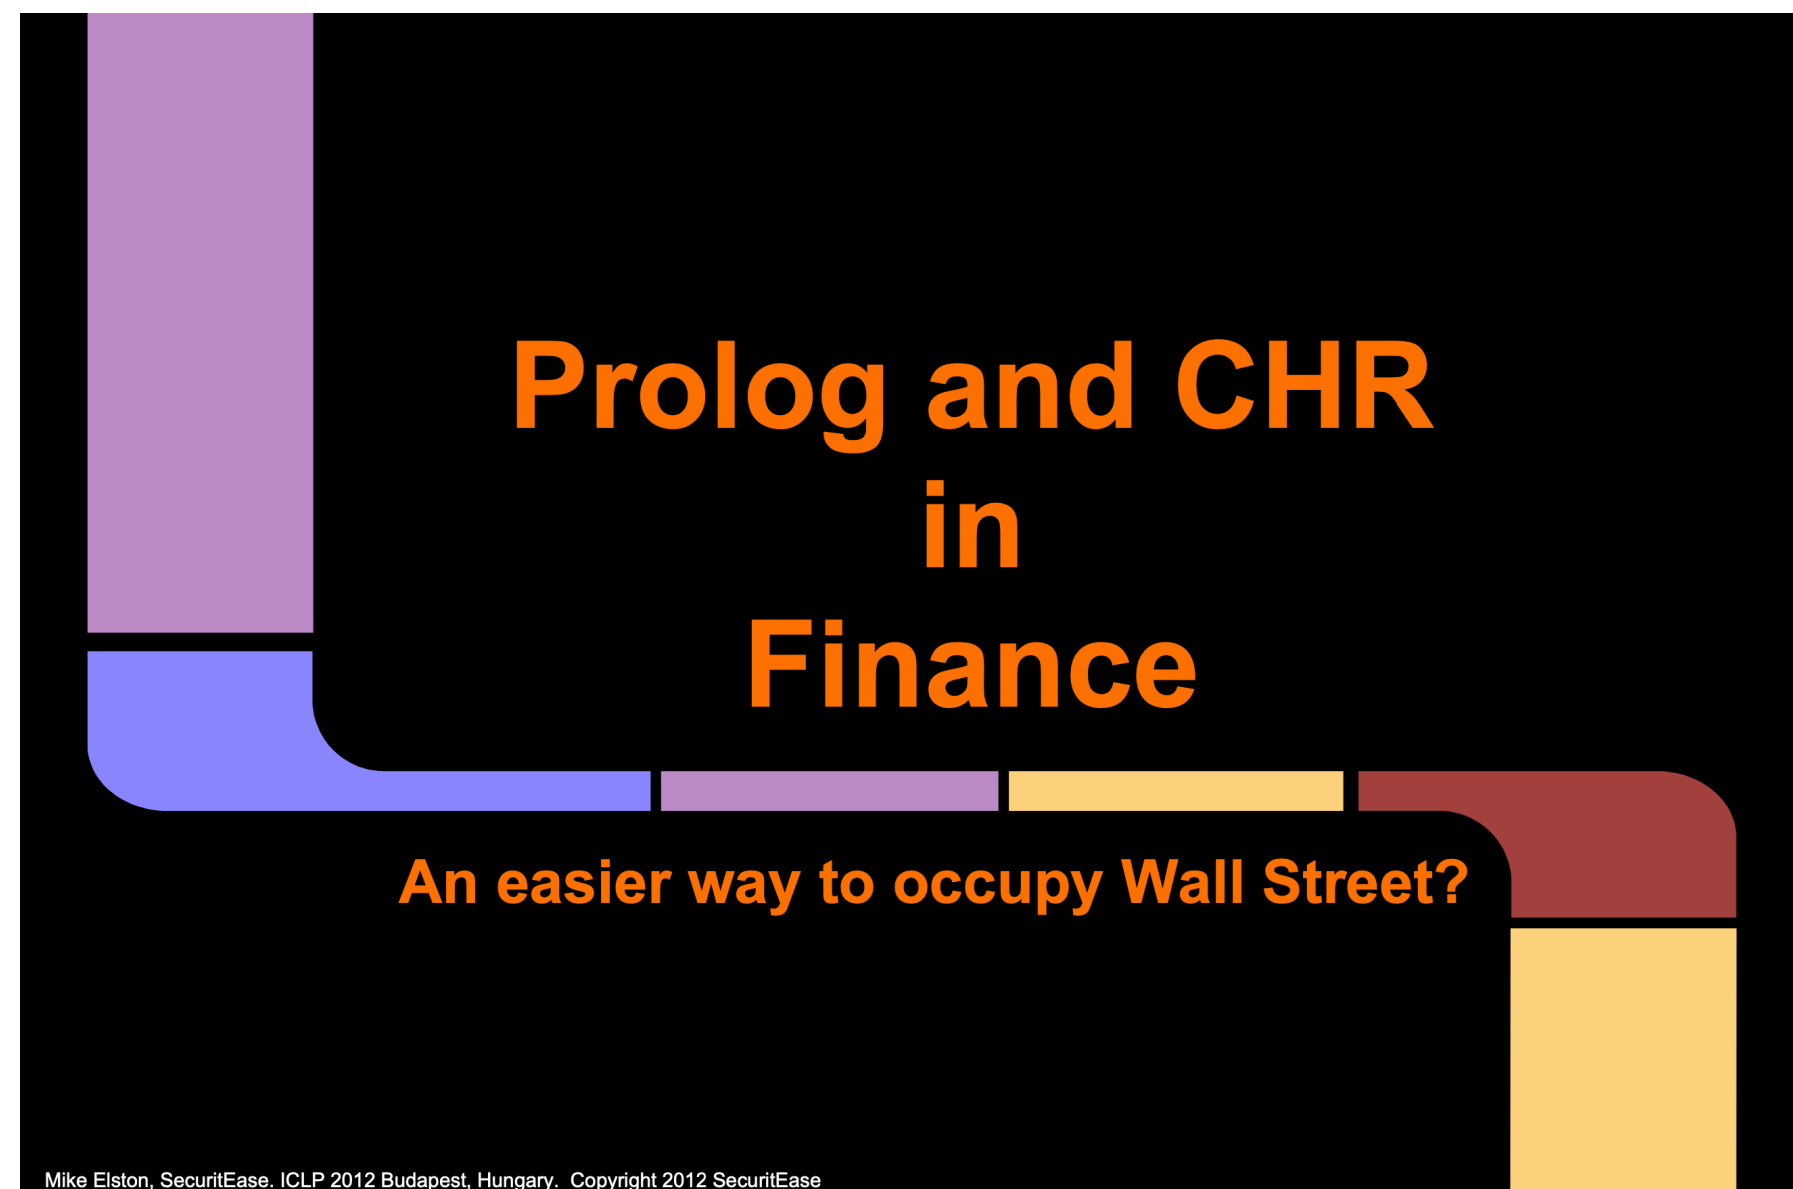 Prolog and CHR
in
Finance
An easier way to occupy Wall Street?
Mike Elston, SecuritEase. ICLP 2012 Budapest, Hungary.  Copyright 2012 SecuritEase